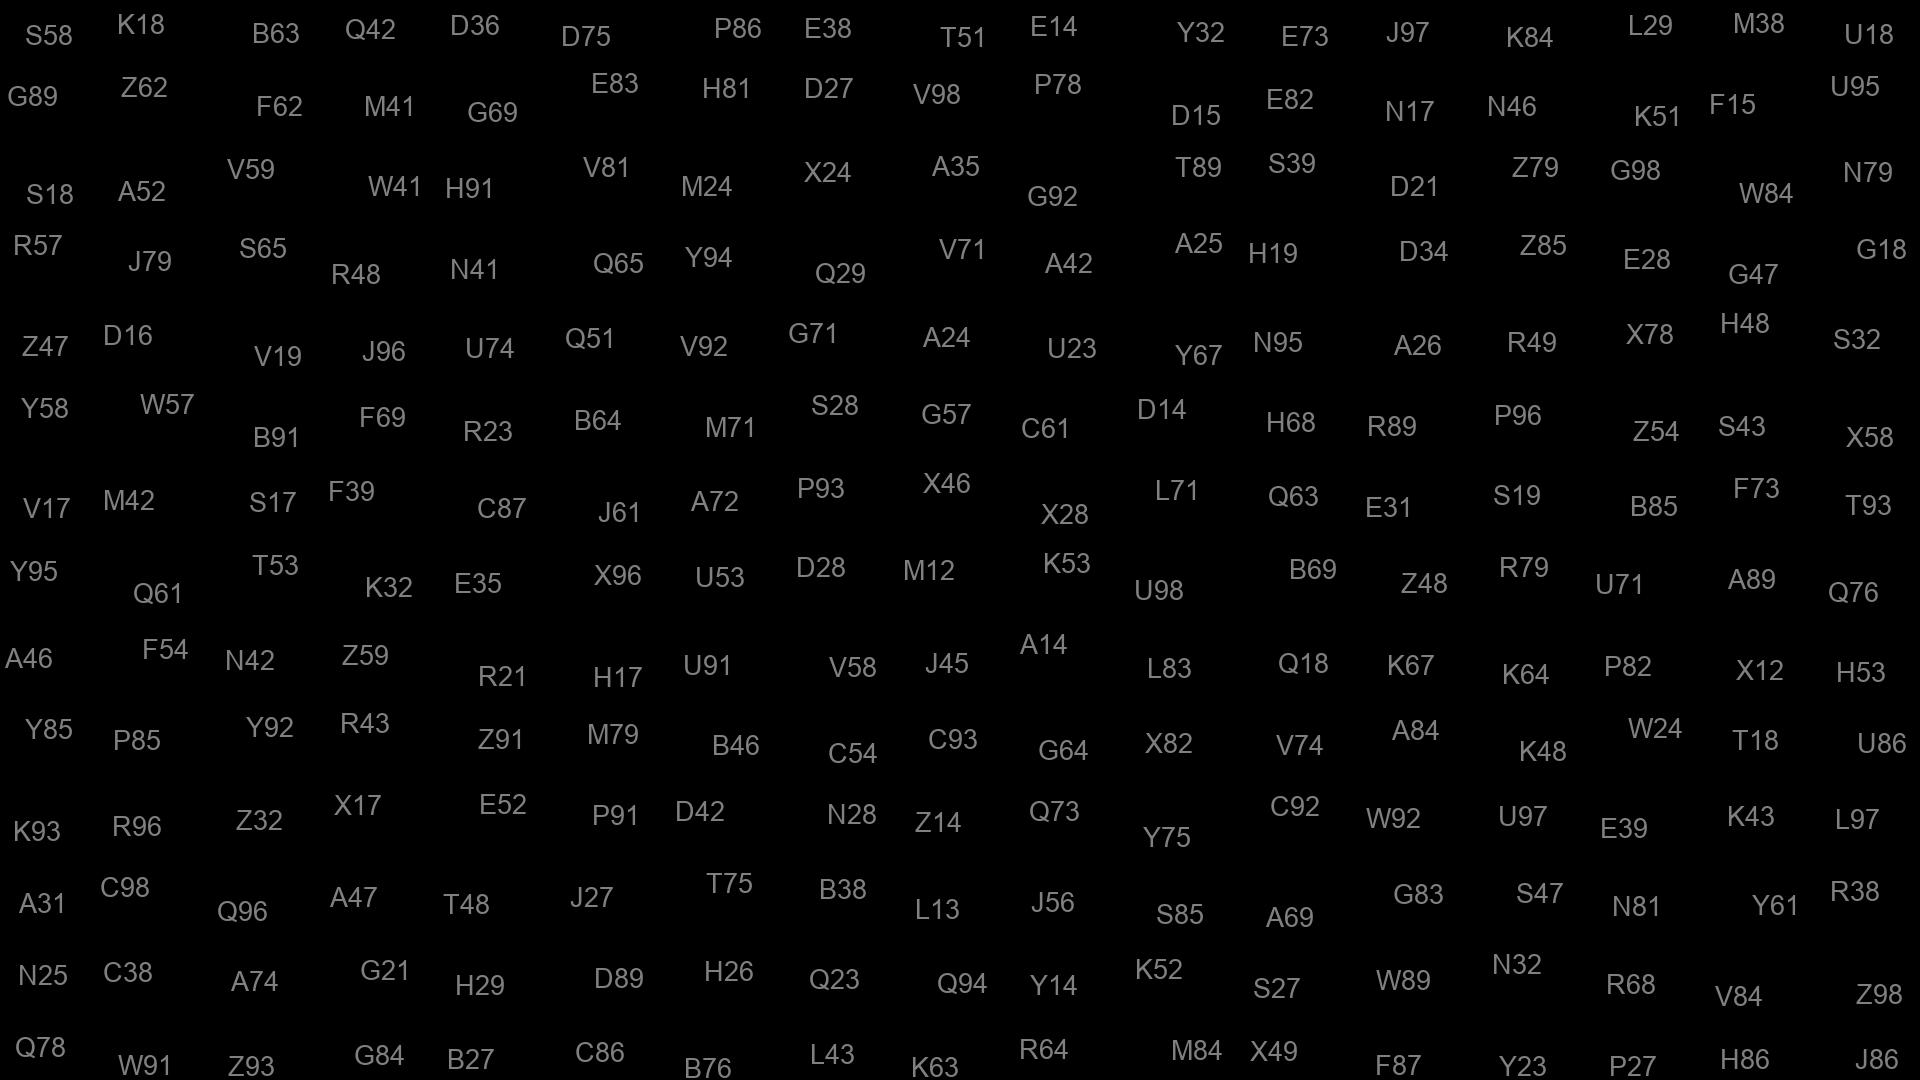 S58 K18 B63 Q42 D36 D75 P86 E38 T51 E14 Y32 E73 J97 K84 L29 M38 U18
G89 Z62 F62 M41 G69 E83 H81 D27 V98 P78 D15 E82 N17 N46 K51 F15 U95
S18 A52 V59 W41 H91 V81 M24 X24 A35 G92 T89 S39 D21 Z79 G98 W84 N79
R57 J79 S65 R48 N41 Q65 Y94 Q29 V71 A42 A25 H19 D34 Z85 E28 G47 G18
Z47 D16 V19 J96 U74 Q51 V92 G71 A24 U23 Y67 N95 A26 R49 X78 H48 S32
Y58 W57 B91 F69 R23 B64 M71 S28 G57 C61 D14 H68 R89 P96 Z54 S43 X58
V17 M42 S17 F39 C87 J61 A72 P93 X46 X28 L71 Q63 E31 S19 B85 F73 T93
Y95 Q61 T53 K32 E35 X96 U53 D28 M12 K53 U98 B69 Z48 R79 U71 A89 Q76
A46 F54 N42 Z59 R21 H17 U91 V58 J45 A14 L83 Q18 K67 K64 P82 X12 H53
Y85 P85 Y92 R43 Z91 M79 B46 C54 C93 G64 X82 V74 A84 K48 W24 T18 U86
K93 R96 Z32 X17 E52 P91 D42 N28 Z14 Q73 Y75 C92 W92 U97 E39 K43 L97
A31 C98 Q96 A47 T48 J27 T75 B38 L13 J56 S85 A69 G83 S47 N81 Y61 R38
N25 C38 A74 G21 H29 D89 H26 Q23 Q94 Y14 K52 S27 W89 N32 R68 V84 Z98
Q78 W91 Z93 G84 B27 C86 B76 L43 K63 R64 M84 X49 F87 Y23 P27 H86 J86